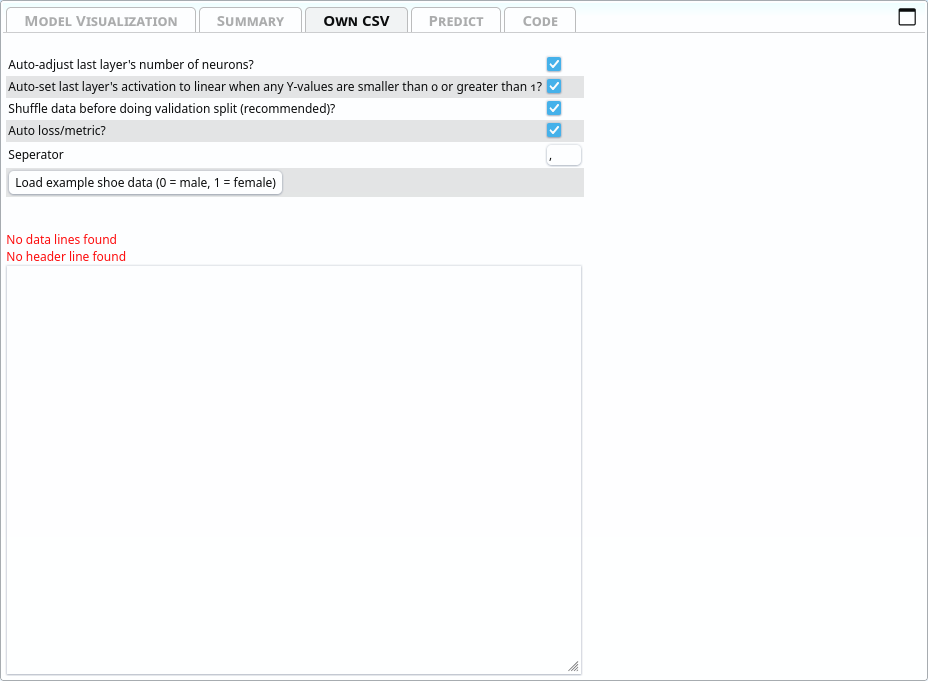 Model Visualization
Summary
Own CSV
Predict
Code
Auto-adjust last layer's number of neurons?
Auto-set last layer's activation to linear when any Y-values are smaller than 0 or greater than 1?
Shuffle data before doing validation split (recommended)?
Auto loss/metric?
Seperator ,
Load example shoe data (0 = male, 1 = female)
No data lines found
No header line found